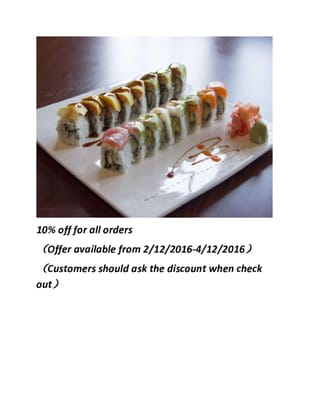 10% off for all orders
（Offer available from 2/12/2016-4/12/2016）
（Customers should ask the discount when check
out）